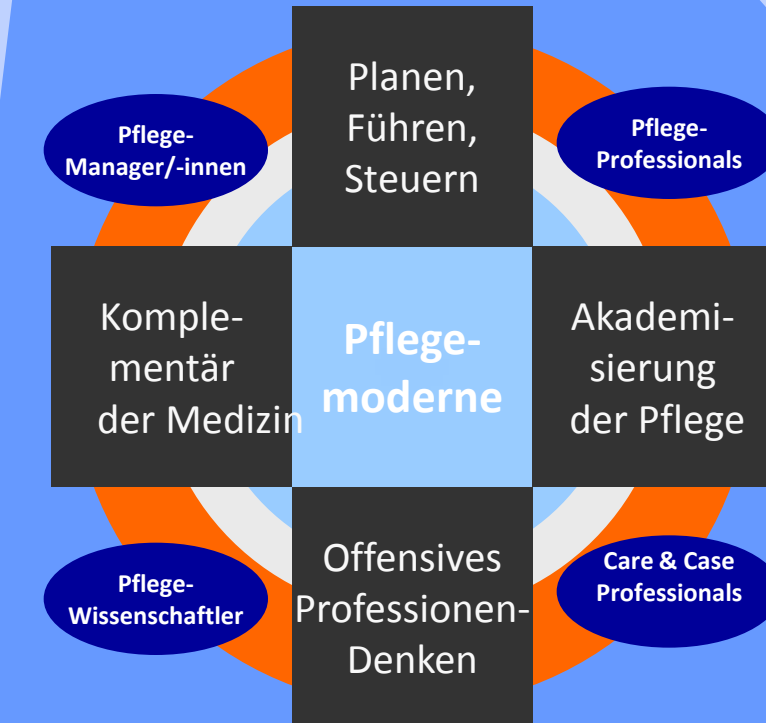 Planen,
Führen,
Steuern
Pflege-
Manager/-innen
Pflege-
Professionals
Komple-
mentär
der Medizin
Pflege-
moderne
Akademi-
sierung
der Pflege
Pflege-
Wissenschaftler
Offensives
Professionen-
Denken
Care & Case
Professionals